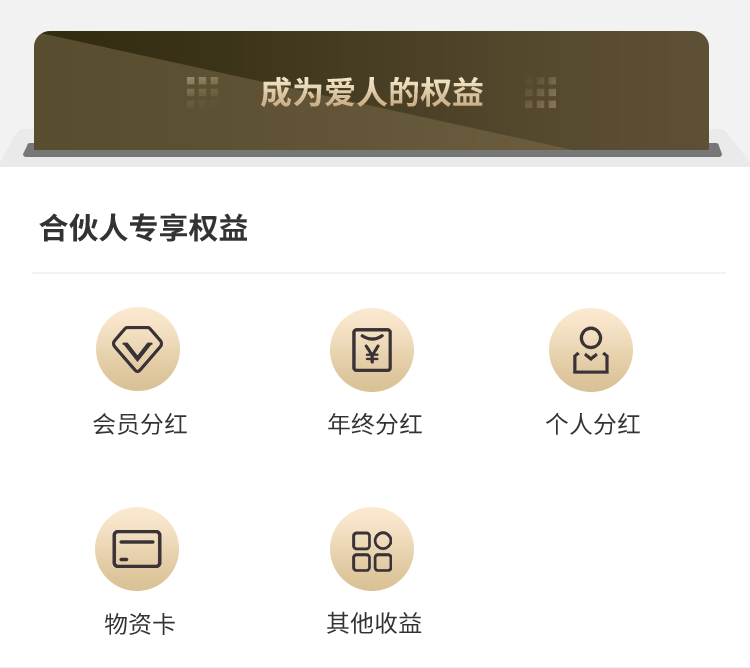 成为爱人的权益
合伙人专享权益
会员分红
年终分红
个人分红
物资卡
其他收益